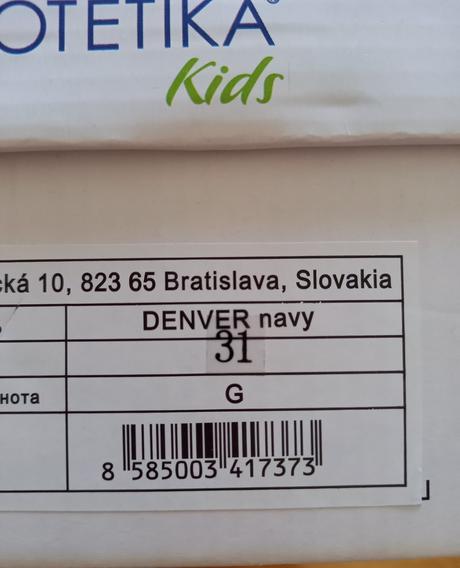 OTETIKA®
Kids
cká 10, 823 65 Bratislava, Slovakia
DENVER navy
31
нота G
8 585003 417373